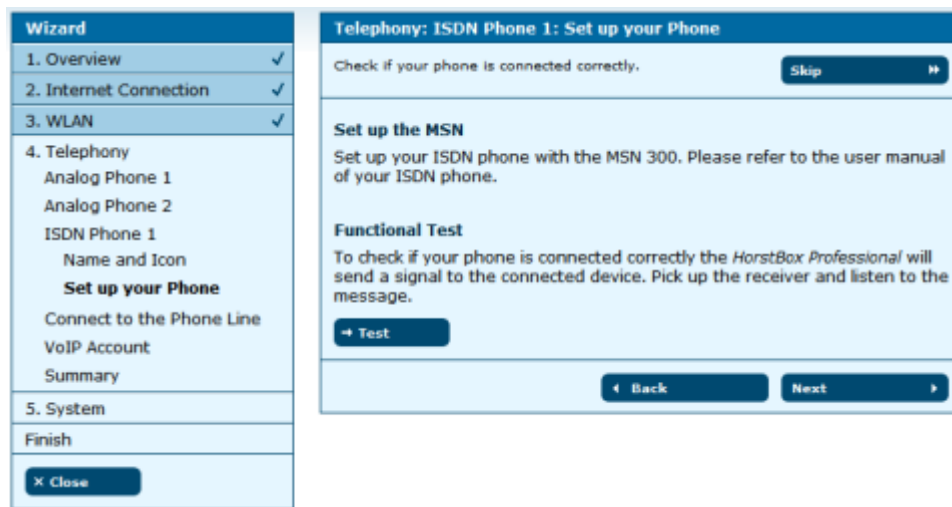 Wizard
1. Overview
2. Internet Connection
3. WLAN
4. Telephony
Analog Phone 1
Analog Phone 2
ISDN Phone 1
Name and Icon
Set up your Phone
Connect to the Phone Line
VoIP Account
Summary
5. System
Finish
× Close
Telephony: ISDN Phone 1: Set up your Phone
Check if your phone is connected correctly.
Skip
Set up the MSN
Set up your ISDN phone with the MSN 300. Please refer to the user manual
of your ISDN phone.
Functional Test
To check if your phone is connected correctly the HorstBox Professional will
send a signal to the connected device. Pick up the receiver and listen to the
message.
Test
Back
Next